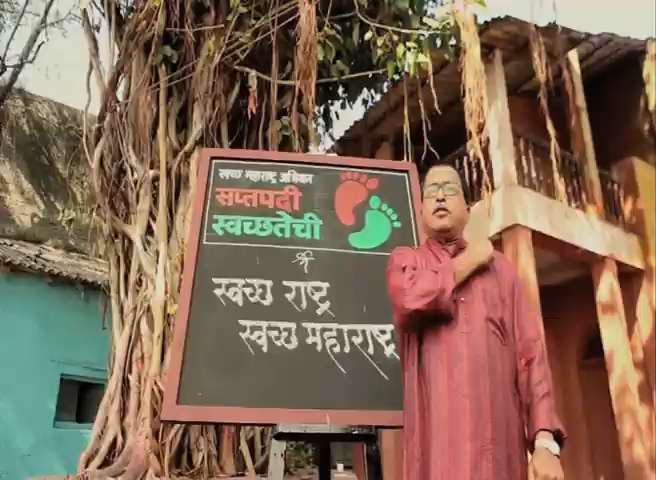 स्वच्छ महाराष्ट्र अभियान
सप्तपदी
स्वच्छतेची
श्री
स्वच्छ राष्ट्र
स्वच्छ महाराष्ट्र